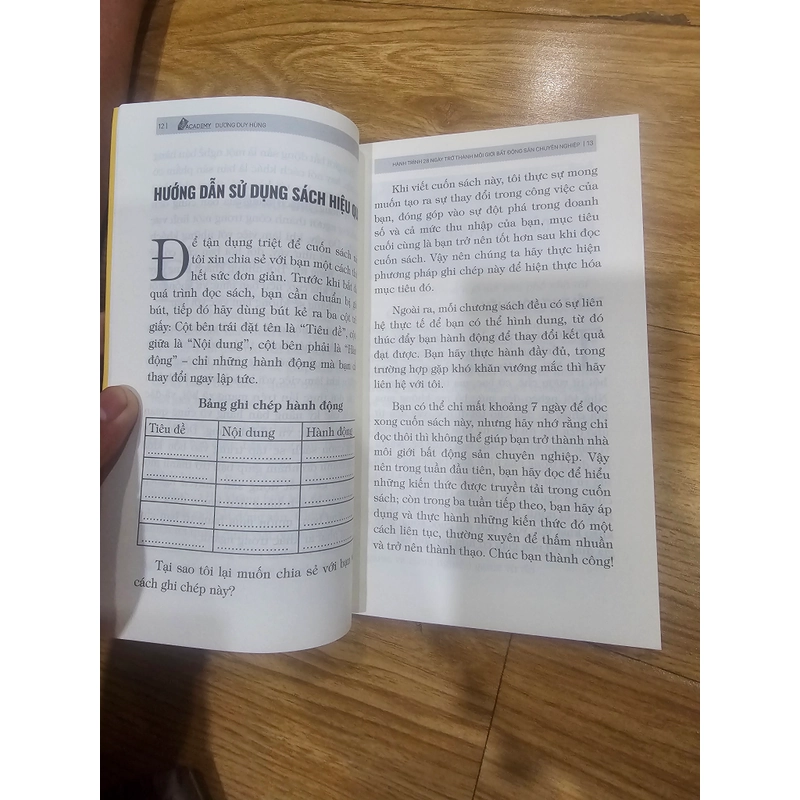 12 |
ACADEMY DƯƠNG DUY HÙNG
HƯỚNG DẪN SỬ DỤNG SÁCH HIỆU
Để tận dụng triệt để cuốn sách
tôi xin chia sẻ với bạn một cách
hết sức đơn giản. Trước khi bắt
quá trình đọc sách, bạn cần chuẩn bị
bút, tiếp đó hãy dùng bút kẻ ra ba cột
giấy: Cột bên trái đặt tên là “Tiêu đề”,
giữa là “Nội dung”, cột bên phải là
động” – chỉ những hành động mà bạn
thay đổi ngay lập tức.
Bảng ghi chép hành động
Tiêu đề Nội dung Hành động
Tại sao tôi lại muốn chia sẻ với bạn
cách ghi chép này?
HÀNH TRÌNH 28 NGÀY TRỞ THÀNH MÔI GIỚI BẤT ĐỘNG SẢN CHUYÊN NGHIỆP | 13
Khi viết cuốn sách này, tôi thực sự mong
muốn tạo ra sự thay đổi trong công việc của
bạn, đóng góp vào sự đột phá trong doanh
số và cả mức thu nhập của bạn, mục tiêu
cuối cùng là bạn trở nên tốt hơn sau khi đọc
cuốn sách. Vậy nên chúng ta hãy thực hiện
phương pháp ghi chép này để hiện thực hóa
mục tiêu đó.
Ngoài ra, mỗi chương sách đều có sự liên
hệ thực tế để bạn có thể hình dung, từ đó
thúc đẩy bạn hành động để thay đổi kết quả
đạt được. Bạn hãy thực hành đầy đủ, trong
trường hợp gặp khó khăn vướng mắc thì hãy
liên hệ với tôi.
Bạn có thể chỉ mất khoảng 7 ngày để đọc
xong cuốn sách này, nhưng hãy nhớ rằng chỉ
đọc thôi thì không thể giúp bạn trở thành nhà
môi giới bất động sản chuyên nghiệp. Vậy
nên trong tuần đầu tiên, bạn hãy đọc để hiểu
những kiến thức được truyền tải trong cuốn
sách; còn trong ba tuần tiếp theo, bạn hãy áp
dụng và thực hành những kiến thức đó một
cách liên tục, thường xuyên để thấm nhuần
và trở nên thành thạo. Chúc bạn thành công!